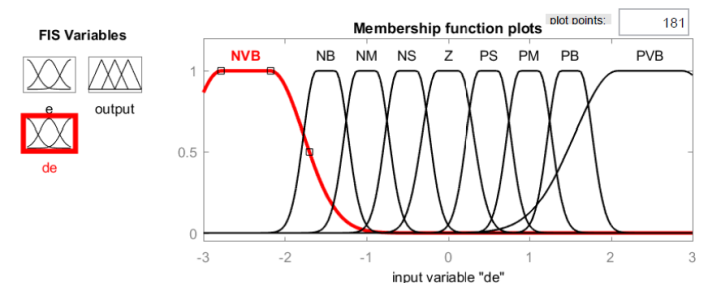 FIS Variables
e
output
de
Membership function plots
plot points:
181
NVB
NB
NM
NS
Z
PS
PM
PB
PVB
1
0.5
0
-3
-2
-1
0
1
2
3
input variable "de"